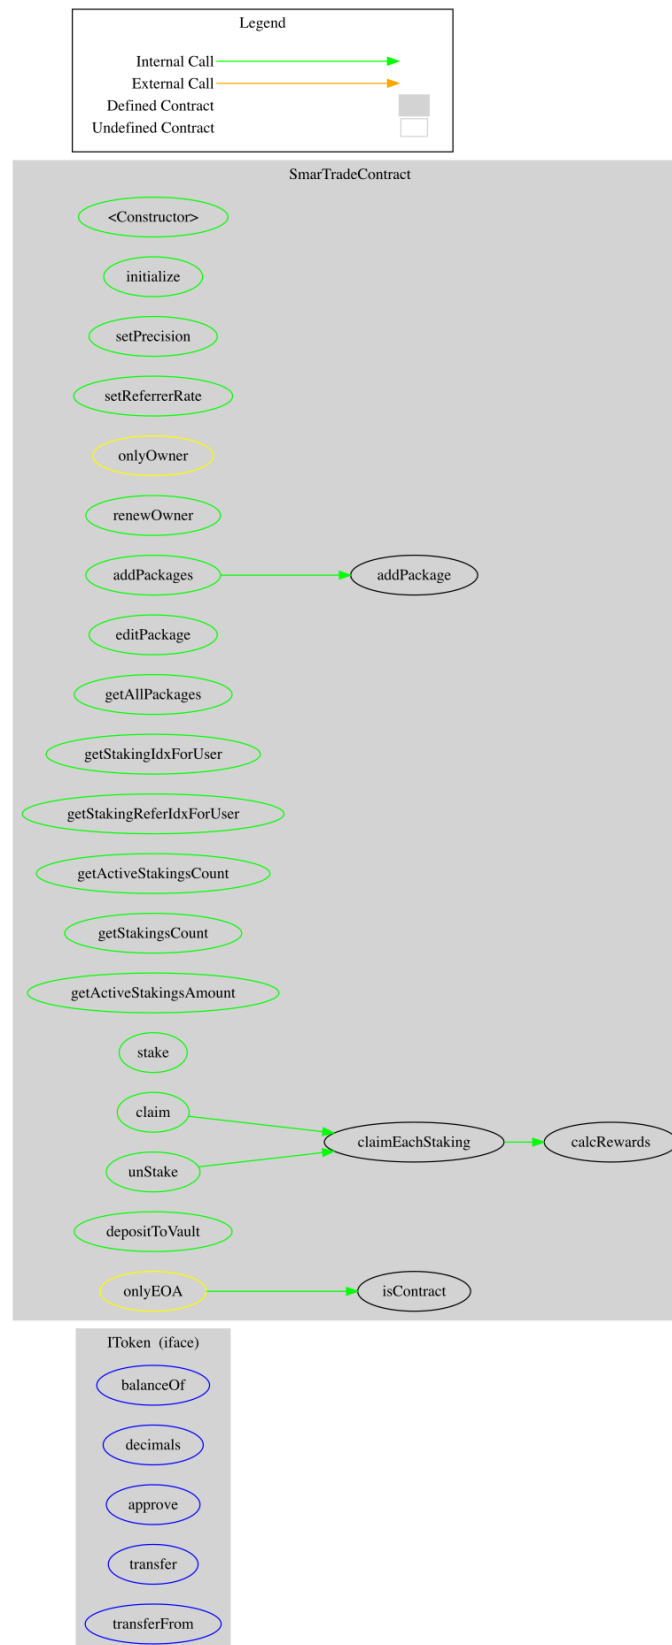 Legend
Internal Call
External Call
Defined Contract
Undefined Contract
SmarTradeContract
<Constructor>
initialize
setPrecision
setReferrerRate
onlyOwner
renewOwner
addPackages addPackage
editPackage
getAllPackages
getStakingIdxForUser
getStakingReferIdxForUser
getActiveStakingsCount
getStakingsCount
getActiveStakingsAmount
stake
claim
claimEachStaking calcRewards
unStake
depositToVault
onlyEOA isContract
IToken (iface)
balanceOf
decimals
approve
transfer
transferFrom